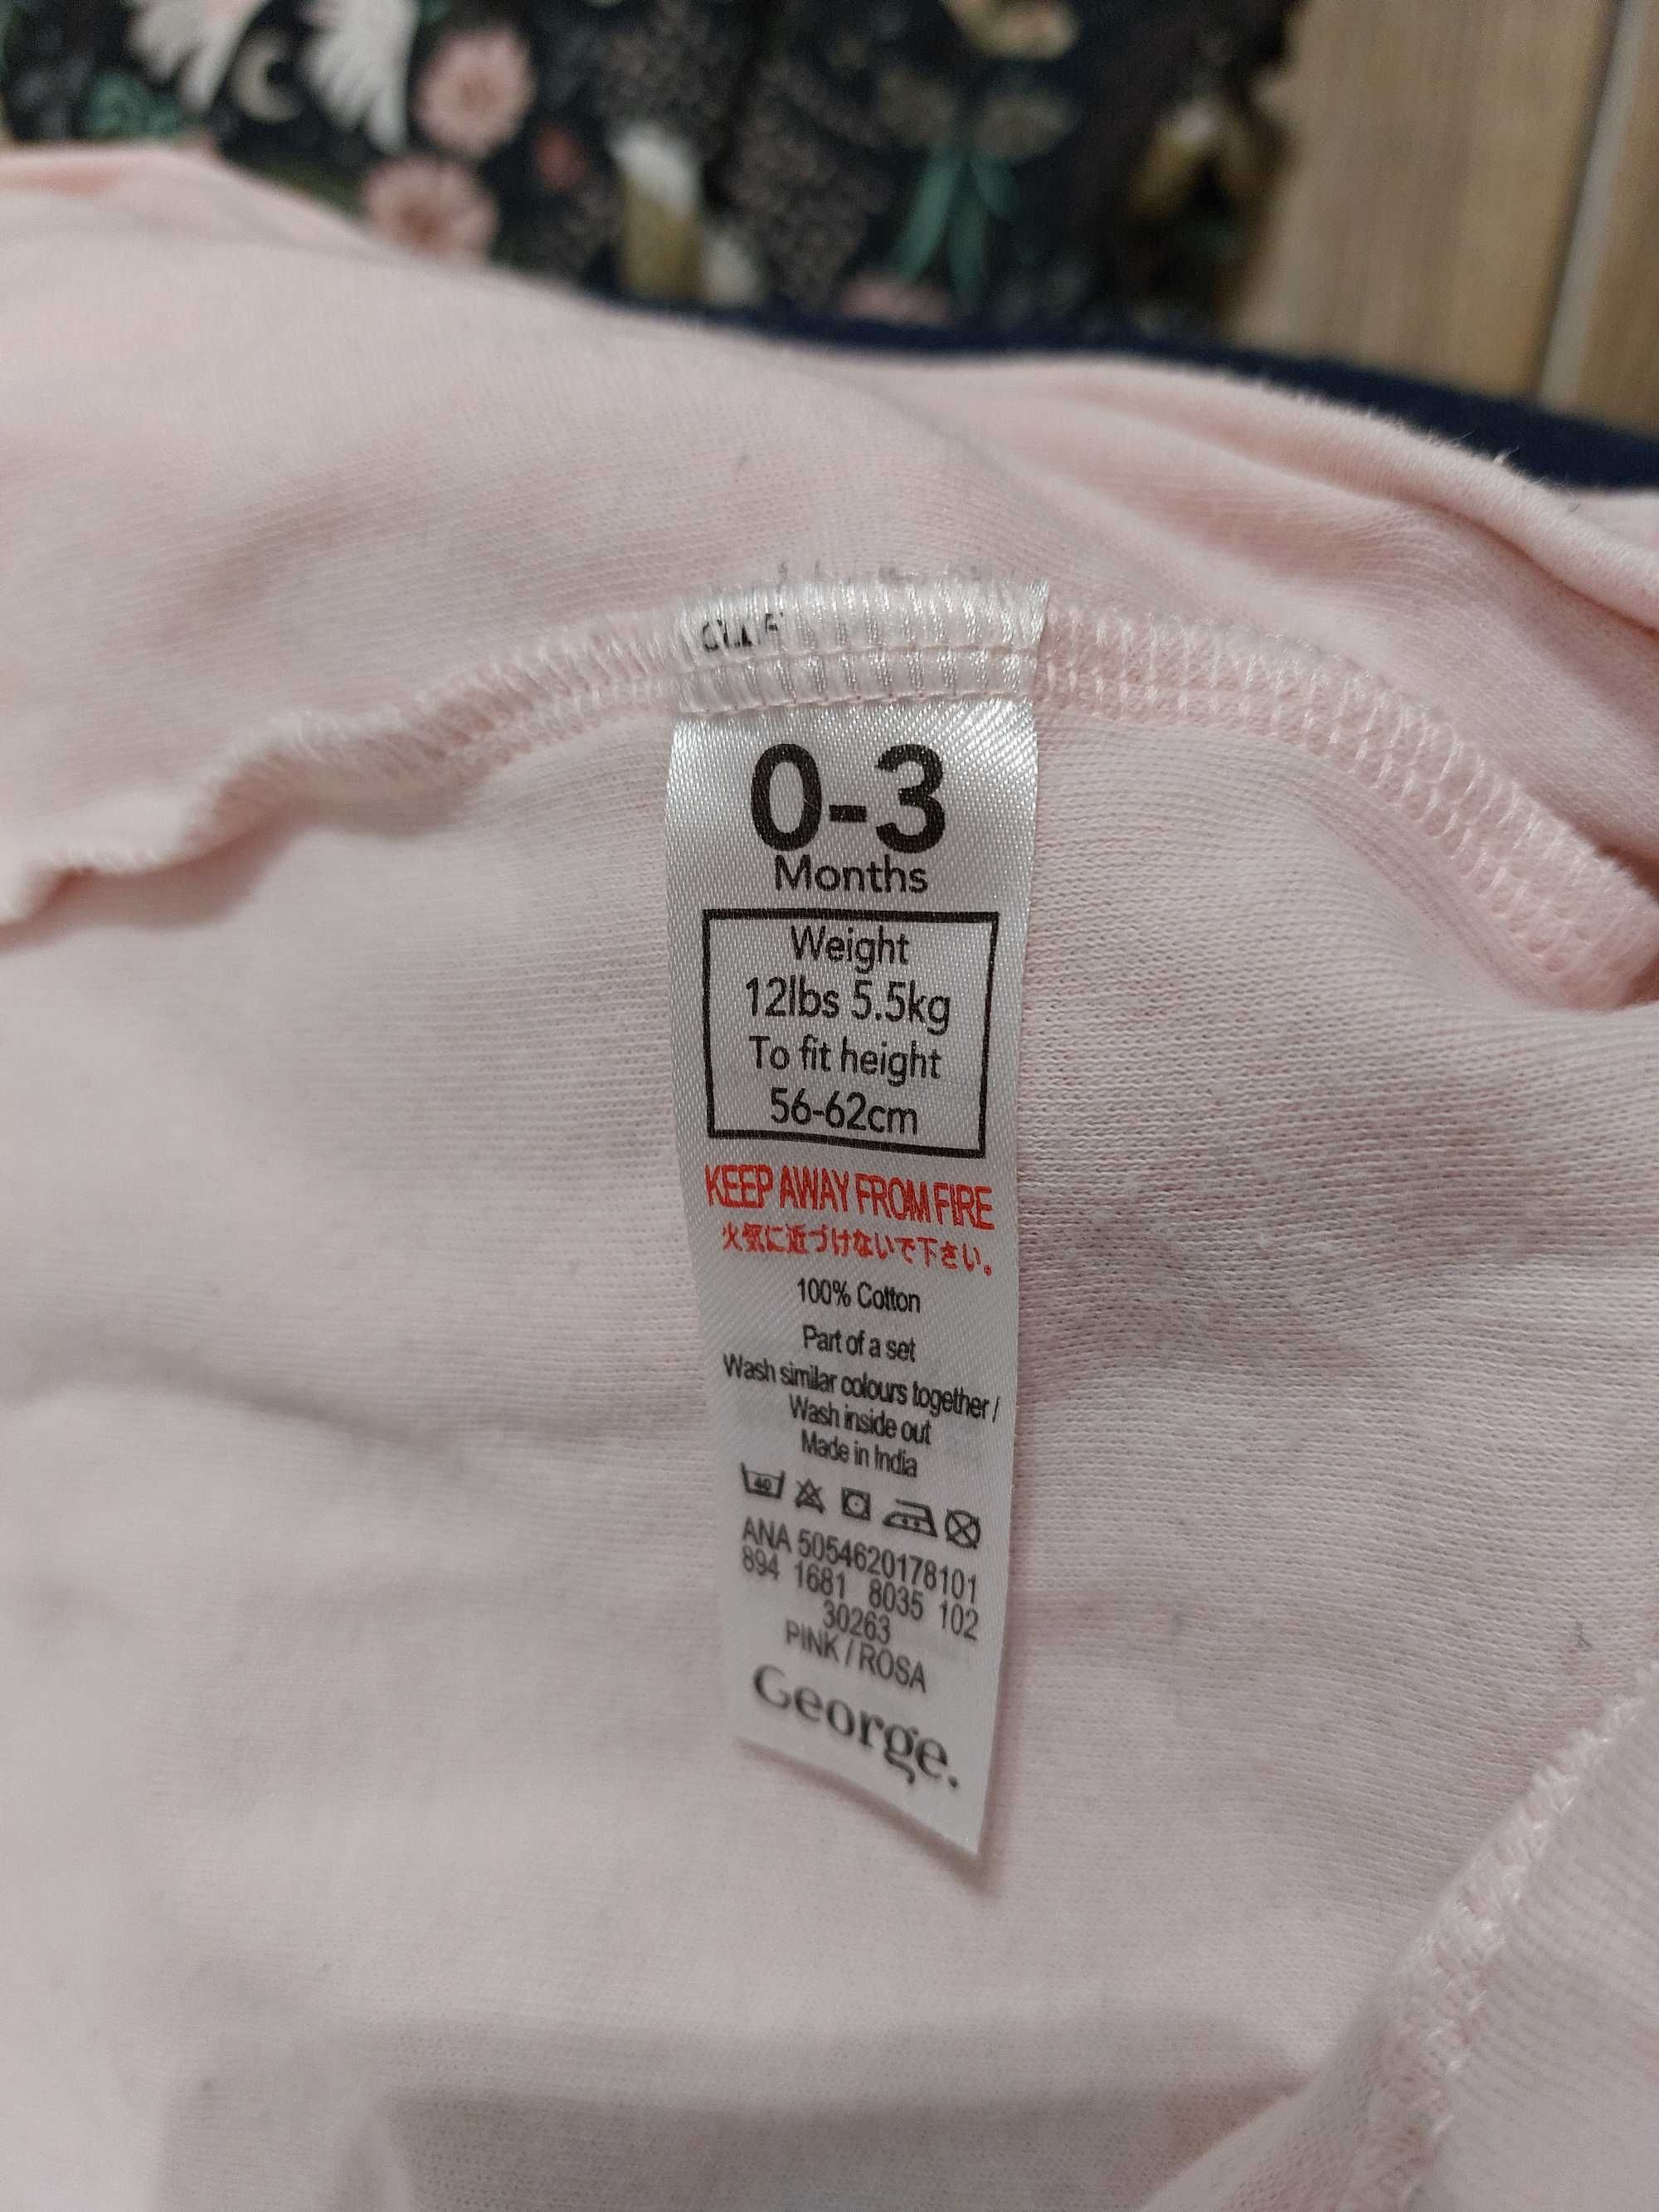 0-3
Months
Weight
12lbs 5.5kg
To fit height
56-62cm
KEEP AWAY FROM FIRE
火気に近づけないで下さい。
100% Cotton
Part of a set
Wash similar colours together /
Wash inside out
Made in India
40
ANA 5054620178101
894 1681 8035 102
30263
PINK / ROSA
George.